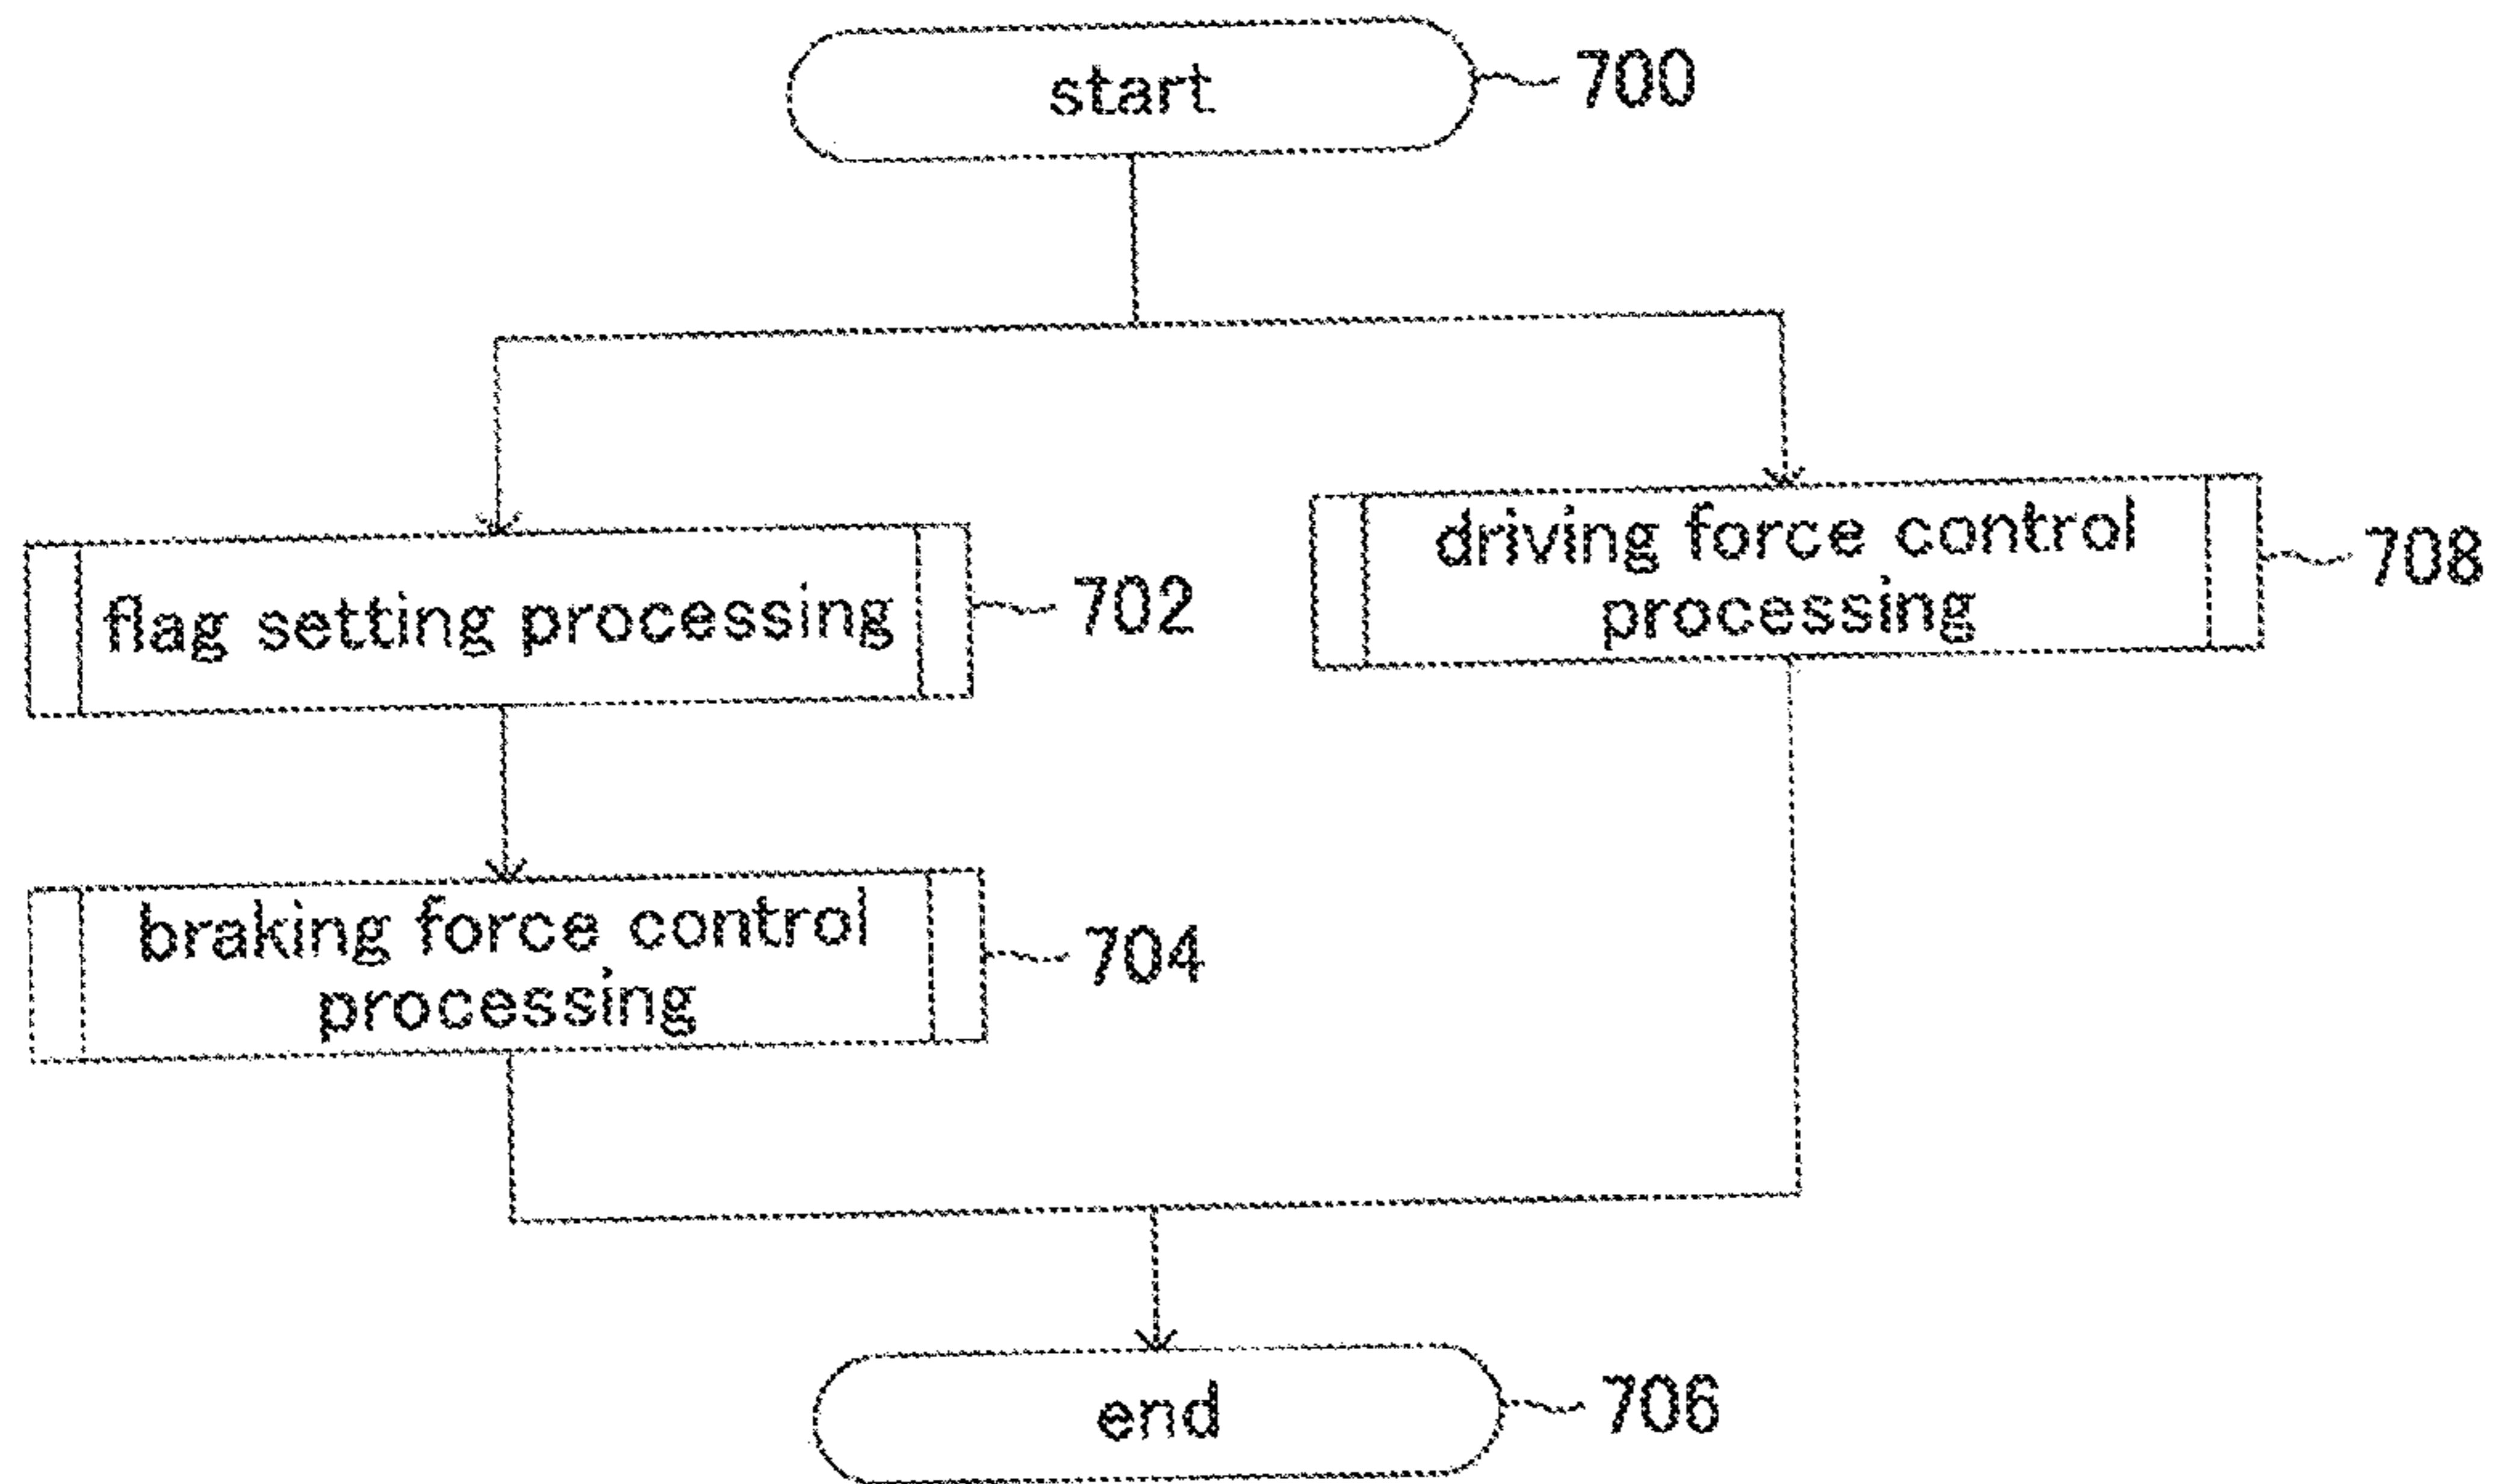 start
700
flag setting processing
702
driving force control
processing
708
braking force control
processing
704
end
706